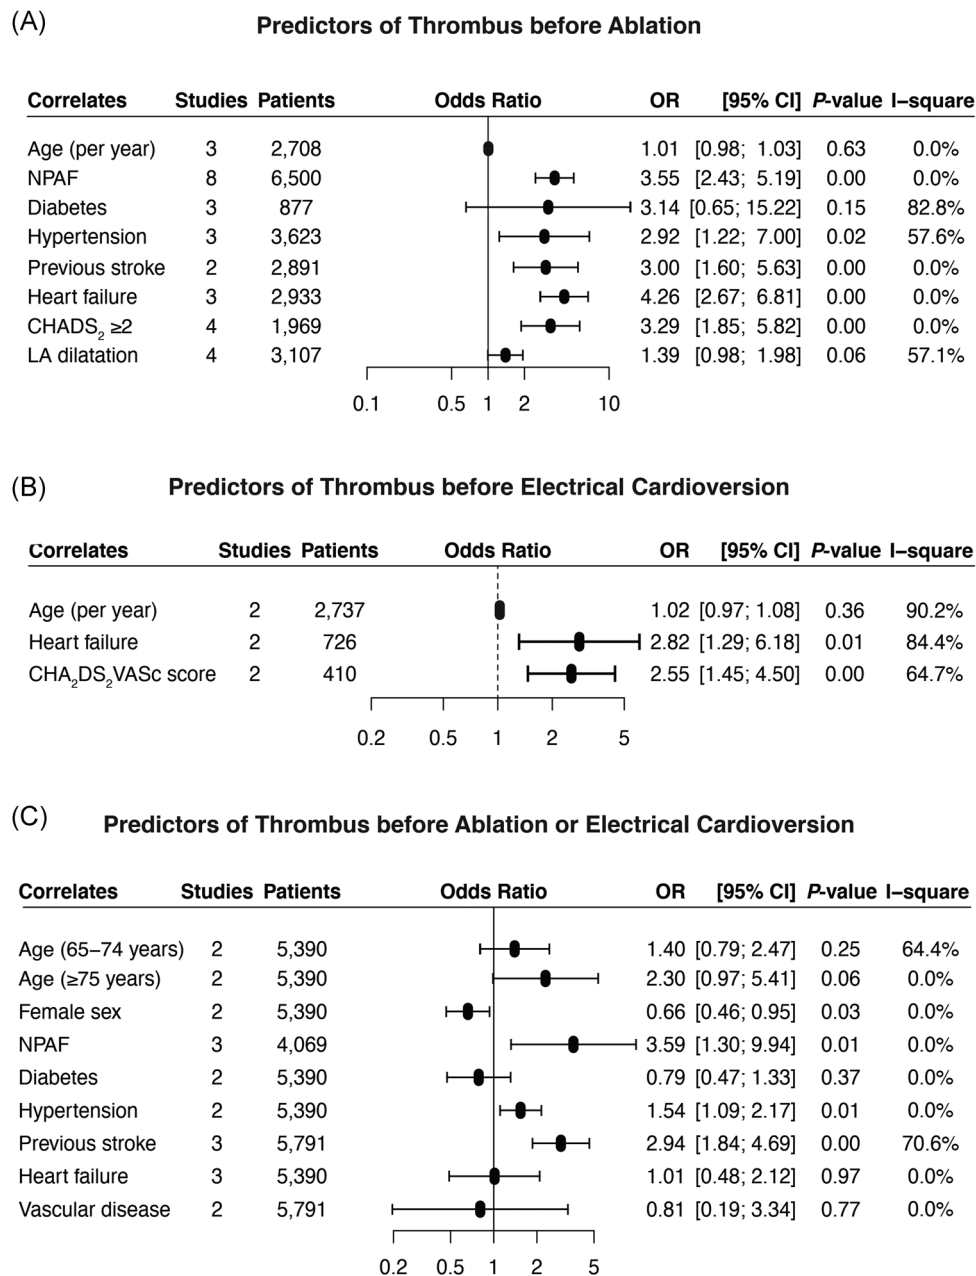 (A)
Predictors of Thrombus before Ablation
Correlates Studies Patients Odds Ratio OR [95% CI] P-value I–square
Age (per year) 3 2,708 1.01 [0.98; 1.03] 0.63 0.0%
NPAF 8 6,500 3.55 [2.43; 5.19] 0.00 0.0%
Diabetes 3 877 3.14 [0.65; 15.22] 0.15 82.8%
Hypertension 3 3,623 2.92 [1.22; 7.00] 0.02 57.6%
Previous stroke 2 2,891 3.00 [1.60; 5.63] 0.00 0.0%
Heart failure 3 2,933 4.26 [2.67; 6.81] 0.00 0.0%
CHADS₂ ≥2 4 1,969 3.29 [1.85; 5.82] 0.00 0.0%
LA dilatation 4 3,107 1.39 [0.98; 1.98] 0.06 57.1%
0.1 0.5 1 2 10
(B)
Predictors of Thrombus before Electrical Cardioversion
Correlates Studies Patients Odds Ratio OR [95% CI] P-value I–square
Age (per year) 2 2,737 1.02 [0.97; 1.08] 0.36 90.2%
Heart failure 2 726 2.82 [1.29; 6.18] 0.01 84.4%
CHA₂DS₂VASc score 2 410 2.55 [1.45; 4.50] 0.00 64.7%
0.2 0.5 1 2 5
(C)
Predictors of Thrombus before Ablation or Electrical Cardioversion
Correlates Studies Patients Odds Ratio OR [95% CI] P-value I–square
Age (65–74 years) 2 5,390 1.40 [0.79; 2.47] 0.25 64.4%
Age (≥75 years) 2 5,390 2.30 [0.97; 5.41] 0.06 0.0%
Female sex 2 5,390 0.66 [0.46; 0.95] 0.03 0.0%
NPAF 3 4,069 3.59 [1.30; 9.94] 0.01 0.0%
Diabetes 2 5,390 0.79 [0.47; 1.33] 0.37 0.0%
Hypertension 2 5,390 1.54 [1.09; 2.17] 0.01 0.0%
Previous stroke 3 5,791 2.94 [1.84; 4.69] 0.00 70.6%
Heart failure 3 5,390 1.01 [0.48; 2.12] 0.97 0.0%
Vascular disease 2 5,791 0.81 [0.19; 3.34] 0.77 0.0%
0.2 0.5 1 2 5